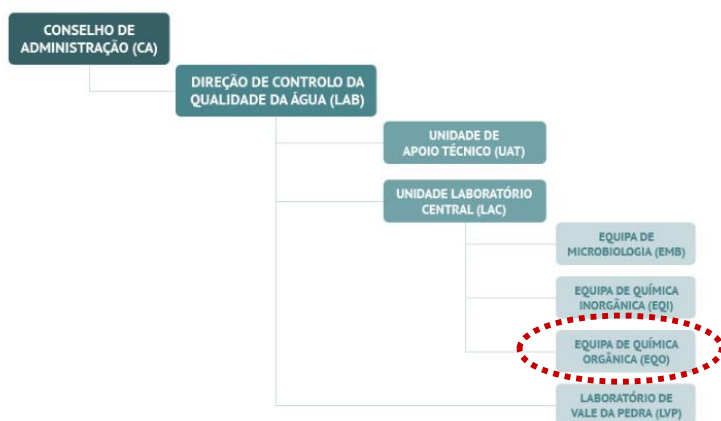 CONSELHO DE
ADMINISTRAÇÃO (CA)
DIREÇÃO DE CONTROLO DA
QUALIDADE DA ÁGUA (LAB)
UNIDADE DE
APOIO TÉCNICO (UAT)
UNIDADE LABORATÓRIO
CENTRAL (LAC)
EQUIPA DE
MICROBIOLOGIA (EMB)
EQUIPA DE QUÍMICA
INORGÂNICA (EQI)
EQUIPA DE QUÍMICA
ORGÂNICA (EQO)
LABORATÓRIO DE
VALE DA PEDRA (LVP)